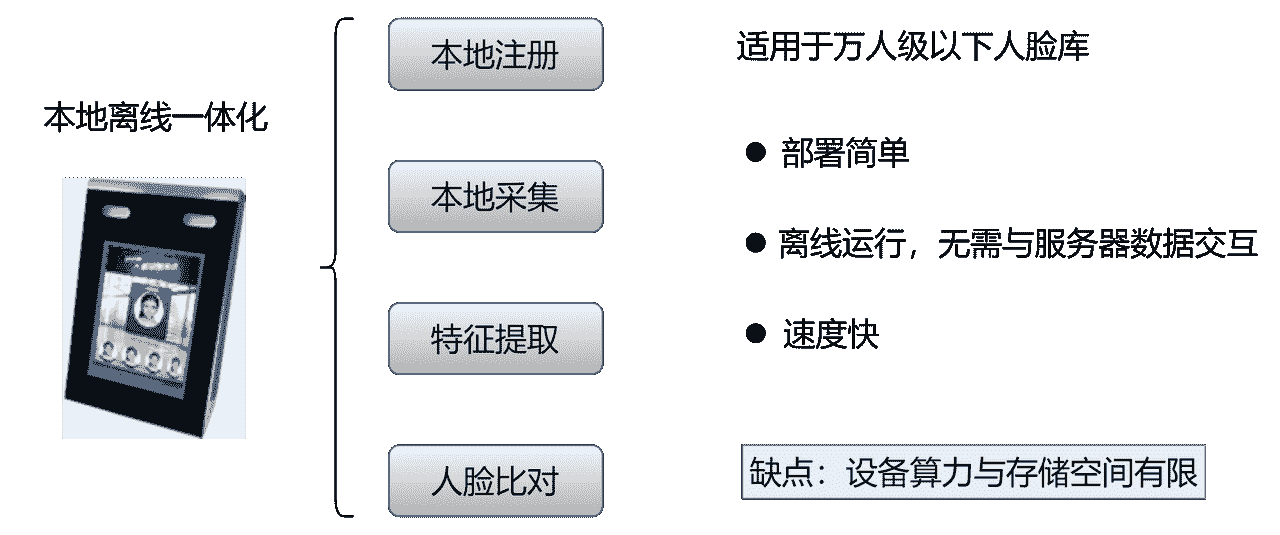 本地离线一体化
本地注册
本地采集
特征提取
人脸比对
适用于万人级以下人脸库
● 部署简单
● 离线运行，无需与服务器数据交互
● 速度快
缺点：设备算力与存储空间有限